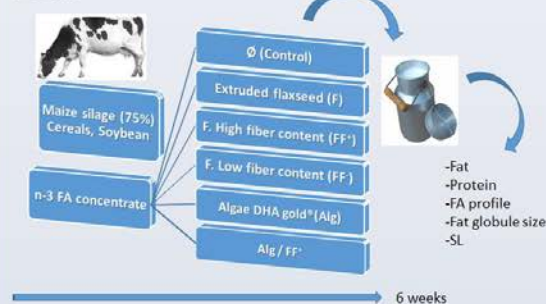 Ø (Control)
Extruded flaxseed (F)
Maize silage (75%)
Cereals, Soybean
F. High fiber content (FF⁺)
F. Low fiber content (FF⁻)
n-3 FA concentrate
Algae DHA gold®(Alg)
Alg / FF⁺
-Fat
-Protein
-FA profile
-Fat globule size
-SL
6 weeks